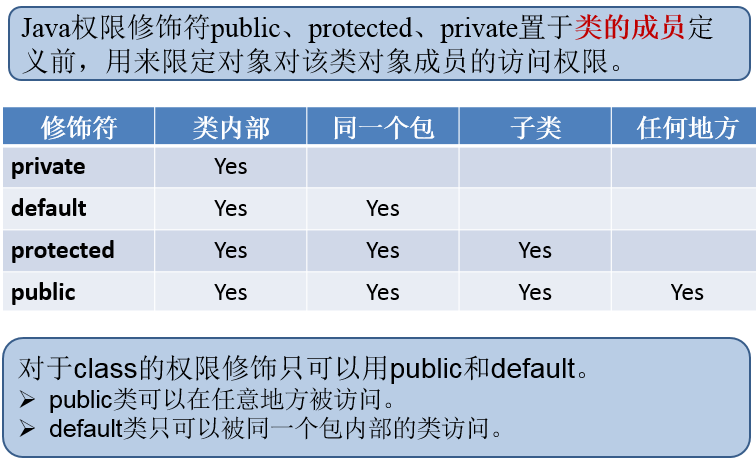 Java权限修饰符public、protected、private置于类的成员定
义前，用来限定对象对该类对象成员的访问权限。
修饰符 类内部 同一个包 子类 任何地方
private Yes
default Yes Yes
protected Yes Yes Yes
public Yes Yes Yes Yes
对于class的权限修饰只可以用public和default。
➢ public类可以在任意地方被访问。
➢ default类只可以被同一个包内部的类访问。